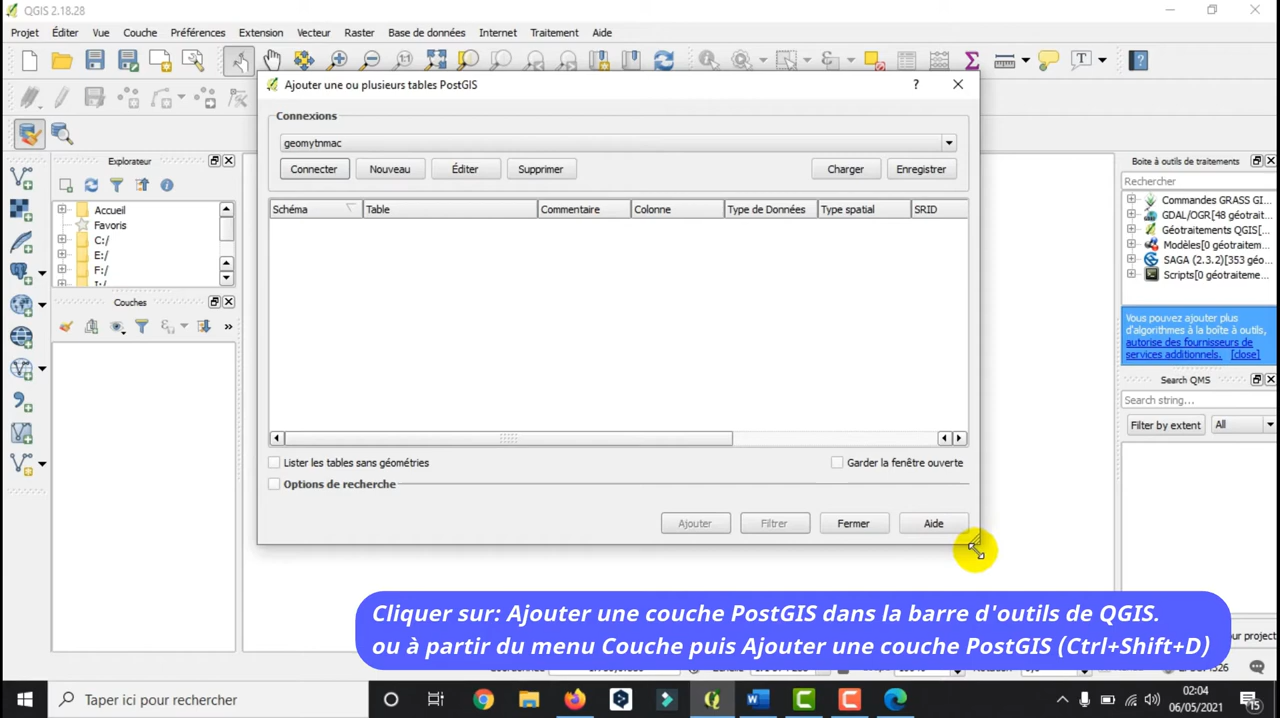 QGIS 2.18.28
Projet Éditer Vue Couche Préférences Extension Vecteur Raster Base de données Internet Traitement Aide
Ajouter une ou plusieurs tables PostGIS
Connexions
geomytnmac
Connecter Nouveau Éditer Supprimer Charger Enregistrer
Schéma Table Commentaire Colonne Type de Données Type spatial SRID
Lister les tables sans géométries Garder la fenêtre ouverte
Options de recherche
Ajouter Filtrer Fermer Aide
Explorateur
Accueil
Favoris
C:/
E:/
F:/
Couches
Boite à outils de traitements
Rechercher
Commandes GRASS GI...
GDAL/OGR[48 géotrait...
Géotraitements QGIS[...
Modèles[0 géotraiteme...
SAGA (2.3.2)[353 géo...
Scripts[0 géotraiteme...
Vous pouvez ajouter plus
d'algorithmes à la boîte à outils,
autorise des fournisseurs de
services additionnels. [close]
Search QMS
Search string...
Filter by extent All
Cliquer sur: Ajouter une couche PostGIS dans la barre d'outils de QGIS.
ou à partir du menu Couche puis Ajouter une couche PostGIS (Ctrl+Shift+D)
Taper ici pour rechercher
02:04
06/05/2021
15